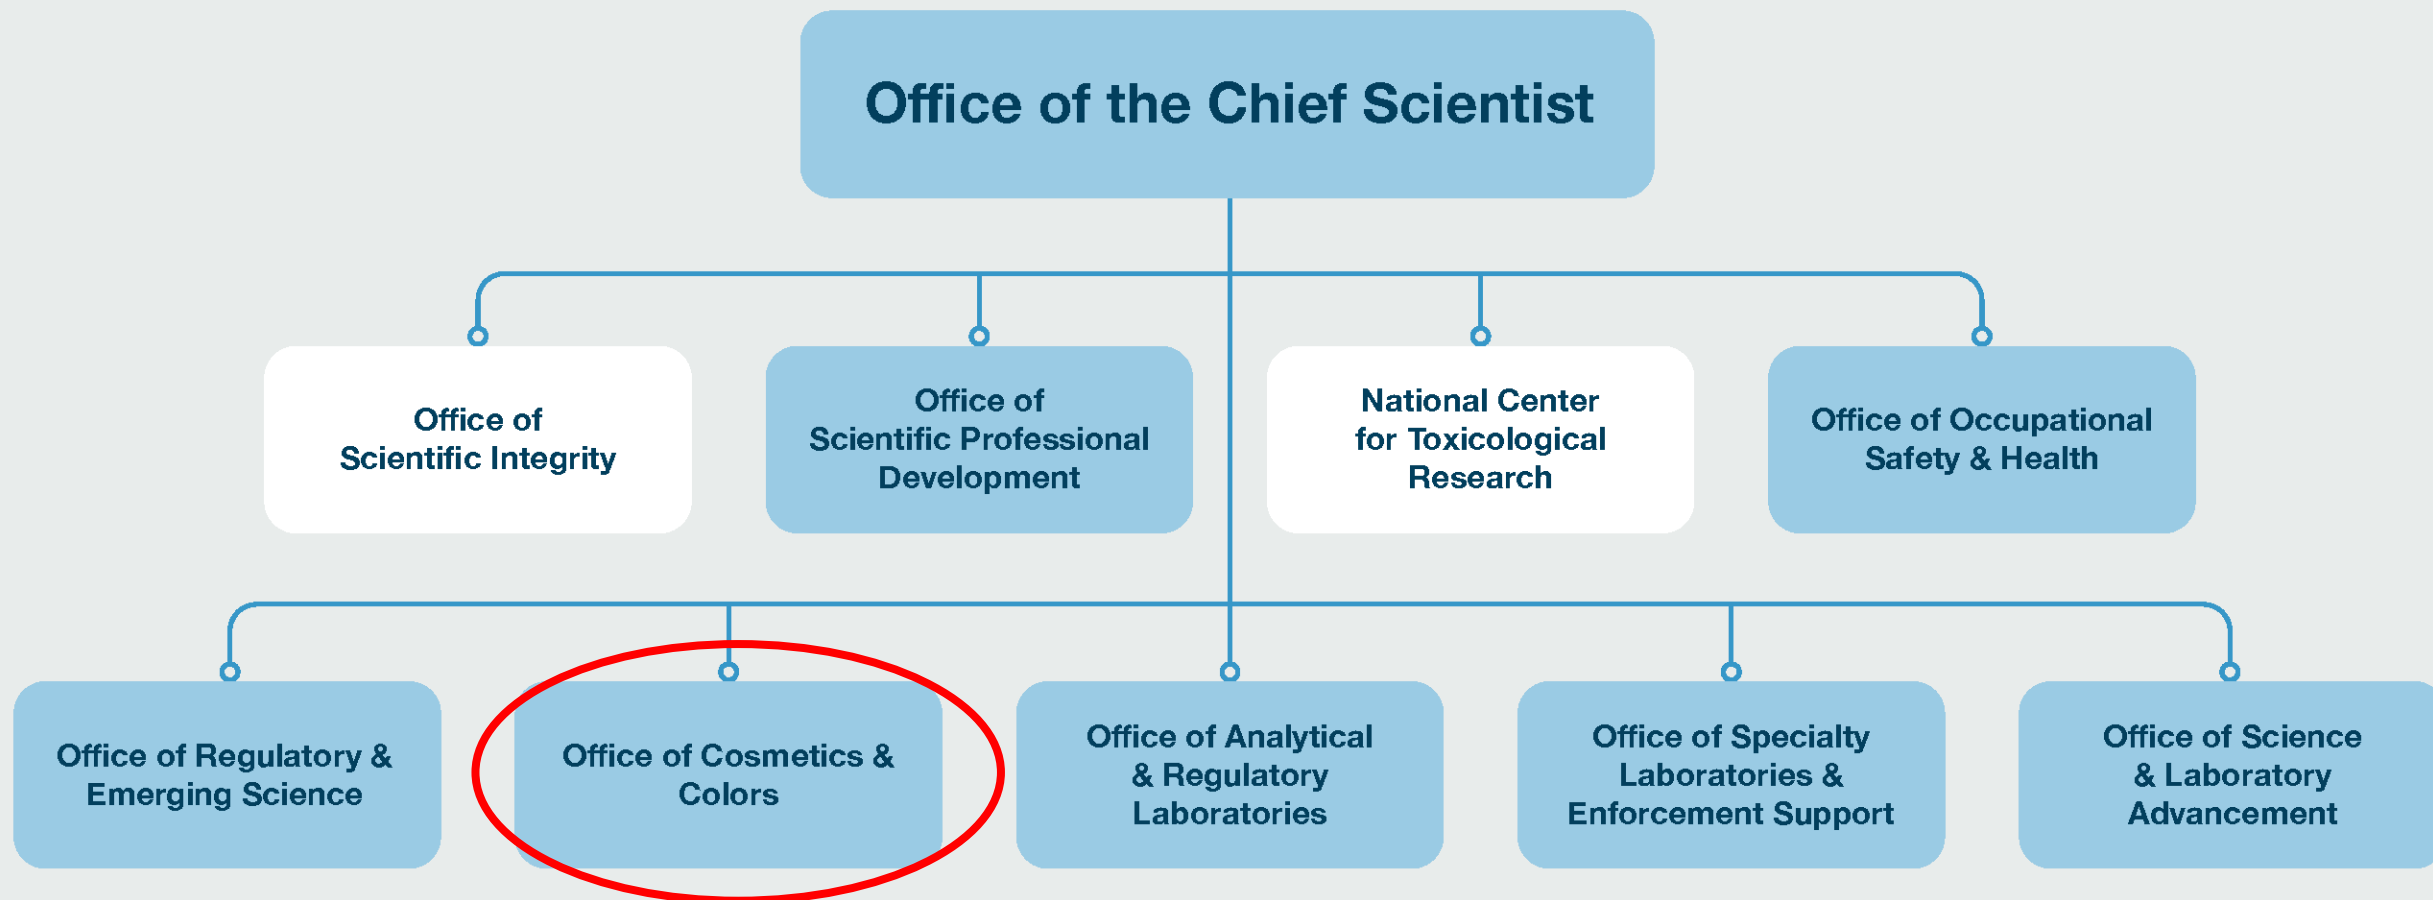 Office of the Chief Scientist
Office of
Scientific Integrity
Office of
Scientific Professional
Development
National Center
for Toxicological
Research
Office of Occupational
Safety & Health
Office of Regulatory &
Emerging Science
Office of Cosmetics &
Colors
Office of Analytical
& Regulatory
Laboratories
Office of Specialty
Laboratories &
Enforcement Support
Office of Science
& Laboratory
Advancement